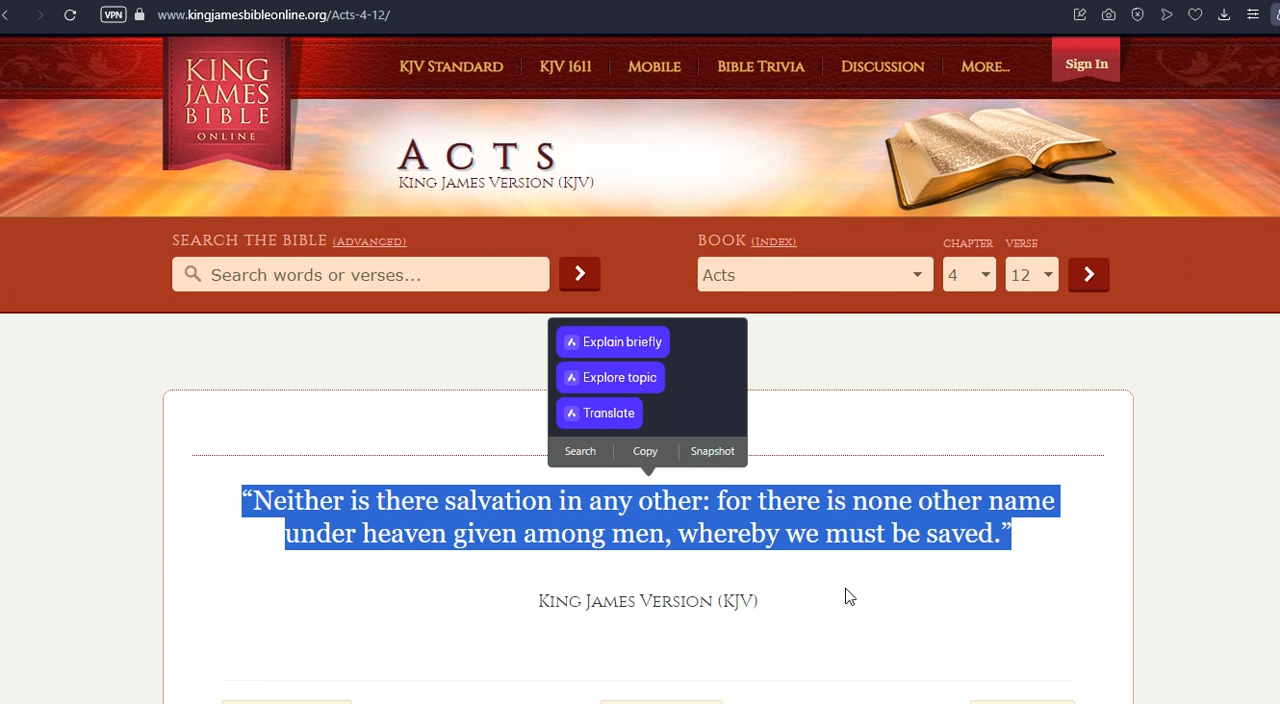 VPN
www.kingjamesbibleonline.org/Acts-4-12/
KING
JAMES
BIBLE
ONLINE
KJV STANDARD
KJV 1611
MOBILE
BIBLE TRIVIA
DISCUSSION
MORE...
Sign In
ACTS
KING JAMES VERSION (KJV)
SEARCH THE BIBLE (ADVANCED)
Search words or verses...
BOOK (INDEX)
CHAPTER
VERSE
Acts
4
12
Explain briefly
Explore topic
Translate
Search
Copy
Snapshot
“Neither is there salvation in any other: for there is none other name
under heaven given among men, whereby we must be saved.”
KING JAMES VERSION (KJV)